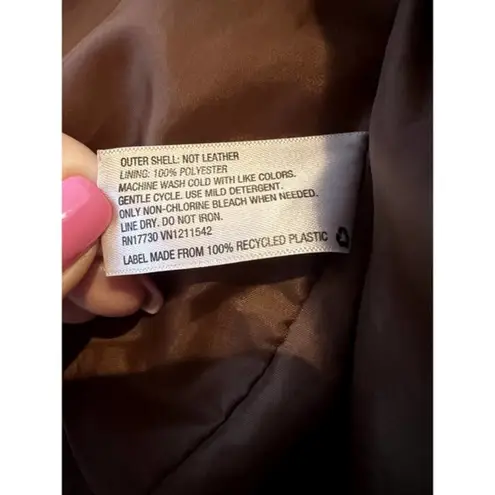 OUTER SHELL: NOT LEATHER
LINING: 100% POLYESTER
MACHINE WASH COLD WITH LIKE COLORS.
GENTLE CYCLE. USE MILD DETERGENT.
ONLY NON-CHLORINE BLEACH WHEN NEEDED.
LINE DRY. DO NOT IRON.
RN17730 VN1211542
LABEL MADE FROM 100% RECYCLED PLASTIC